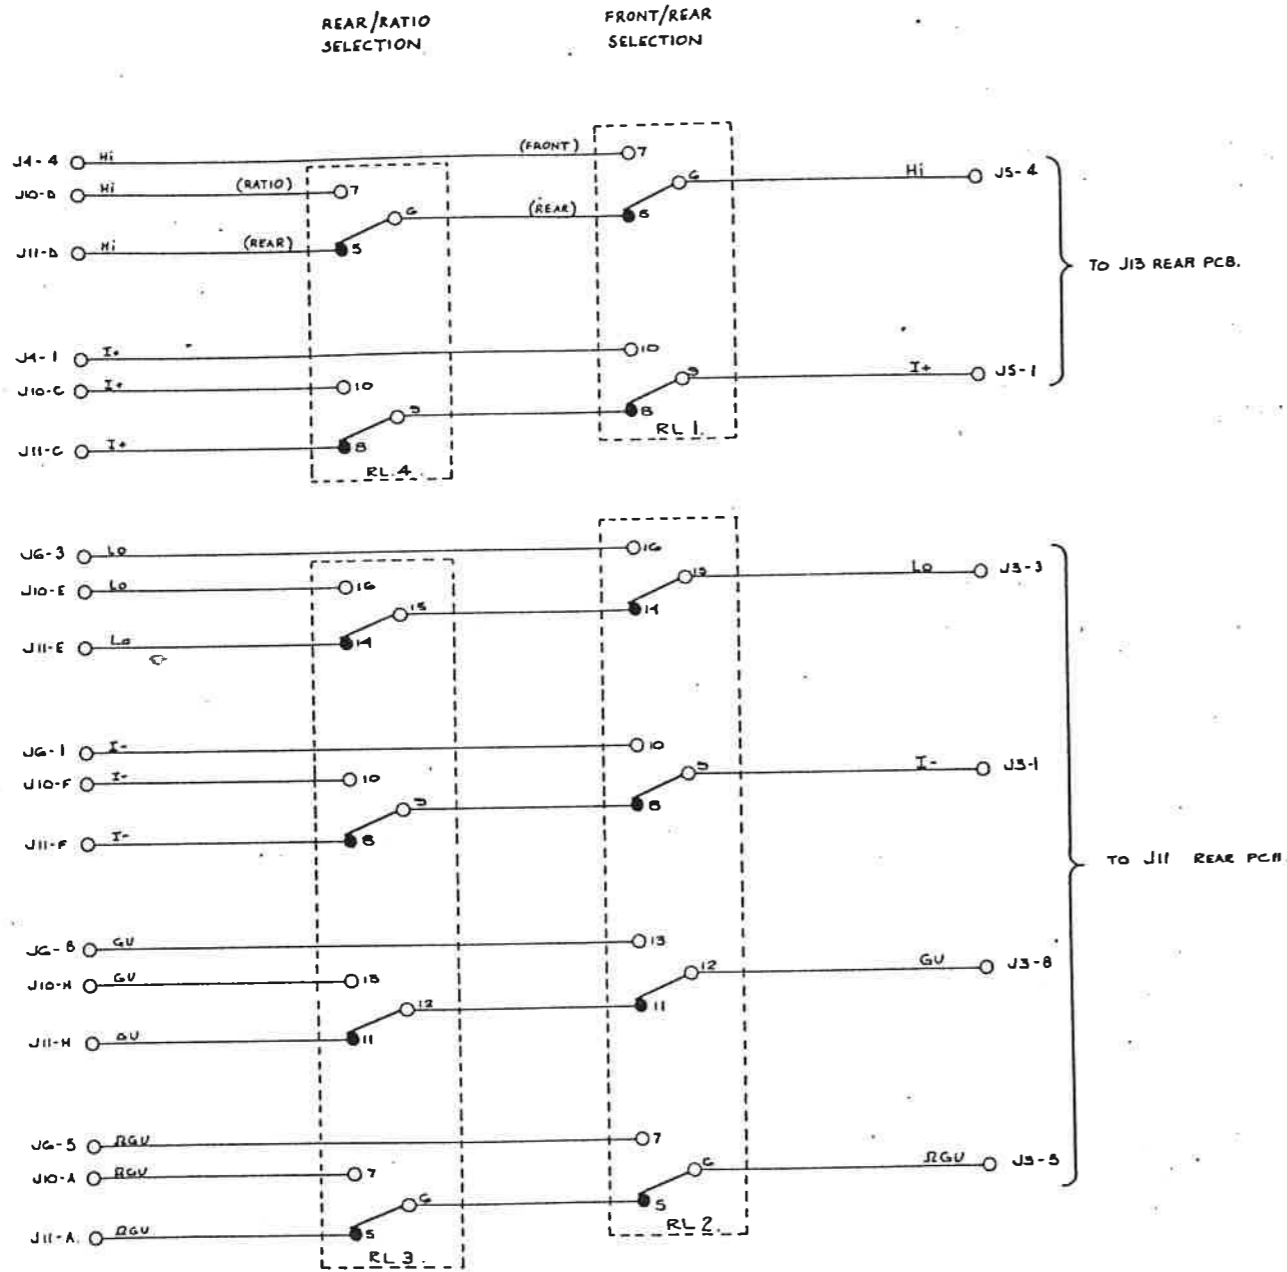 REAR/RATIO
SELECTION
FRONT/REAR
SELECTION
J4-4 Hi (FRONT) 7
J10-D Hi (RATIO) 7
6 (REAR) 6
6 Hi J5-4
J11-D Hi (REAR) 5
TO J13 REAR PCB.
J4-1 I+ 10
J10-C I+ 10
9 8
9 I+ J5-1
J11-C I+ 8
RL.4.
RL 1.
J6-3 Lo 16
J10-E Lo 16
15 14
15 Lo J3-3
J11-E Lo 14
J6-1 I- 10
J10-F I- 10
9 8
9 I- J3-1
J11-F I- 8
TO J11 REAR PCB.
J6-8 GU 13
J10-H GU 13
12 11
12 GU J3-8
J11-H GU 11
J6-5 ΩGU 7
J10-A ΩGU 7
6 5
6 ΩGU J3-5
J11-A. ΩGU 5
RL 3.
RL 2.